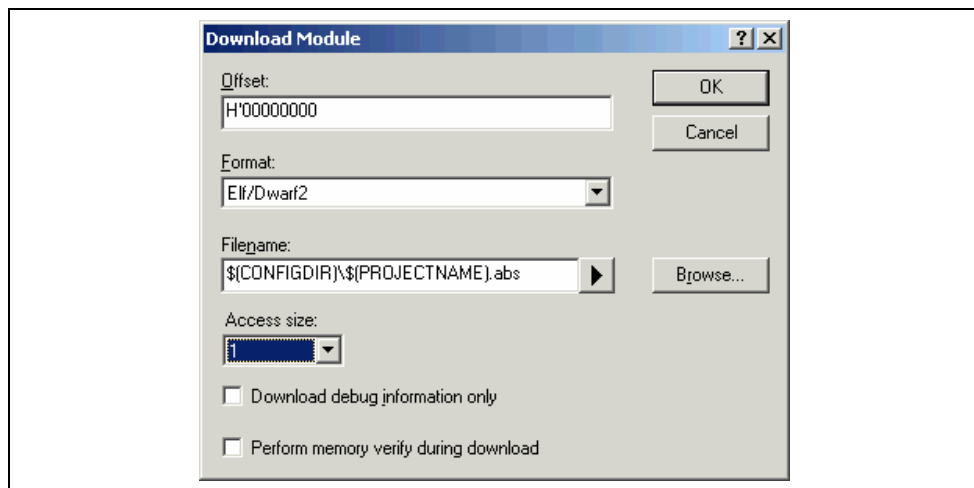 Download Module
Offset:
OK
H'00000000
Cancel
Format:
Elf/Dwarf2
Filename:
$(CONFIGDIR)\$(PROJECTNAME).abs
Browse...
Access size:
1
Download debug information only
Perform memory verify during download